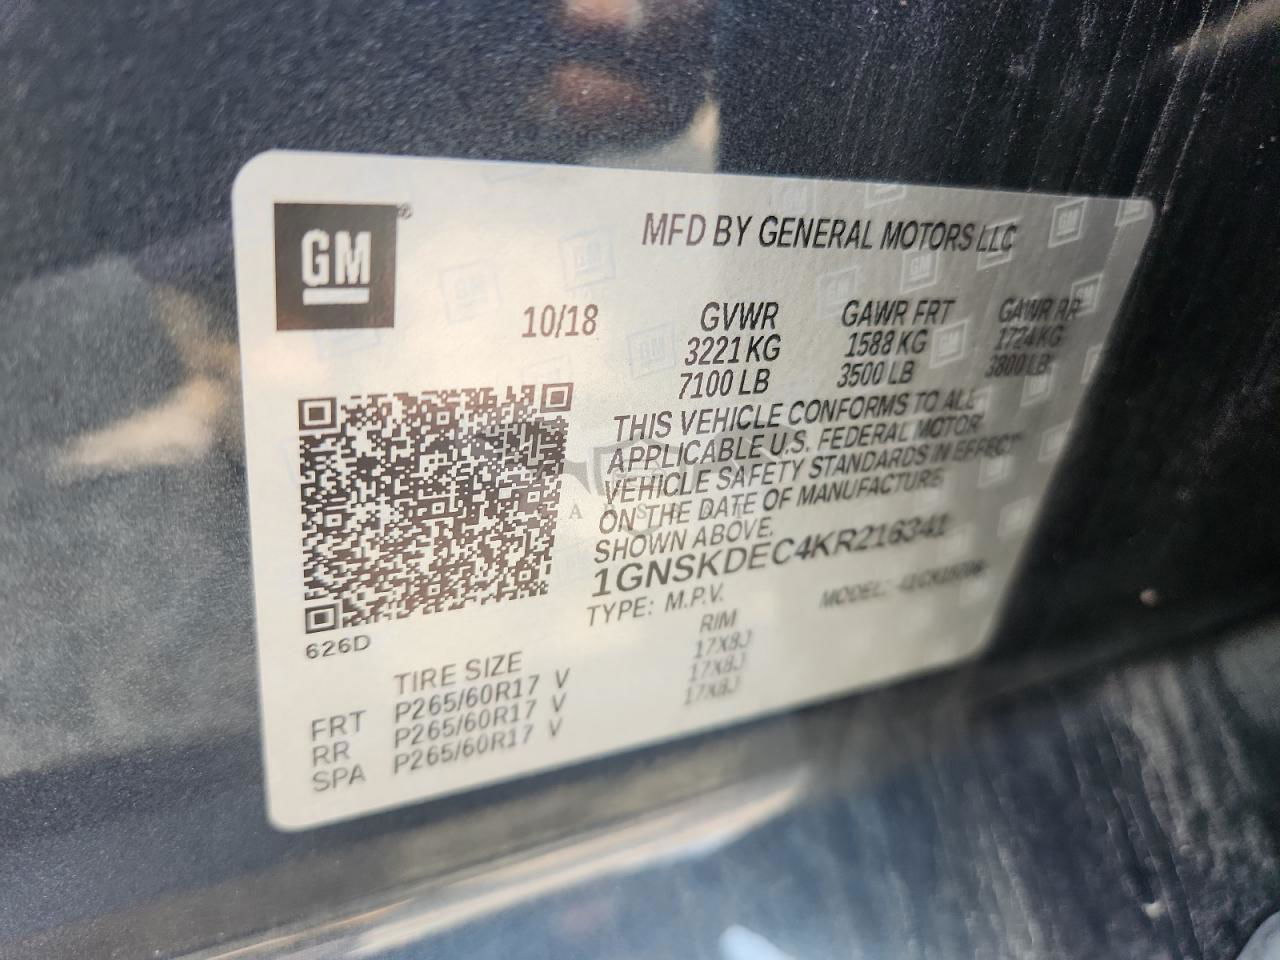 GM
MFD BY GENERAL MOTORS LLC
10/18
GVWR GAWR FRT GAWR RR
3221 KG 1588 KG 1724 KG
7100 LB 3500 LB 3800 LB
THIS VEHICLE CONFORMS TO ALL
APPLICABLE U.S. FEDERAL MOTOR
VEHICLE SAFETY STANDARDS IN EFFECT
ON THE DATE OF MANUFACTURE
SHOWN ABOVE.
1GNSKDEC4KR216341
TYPE: M.P.V. MODEL:
626D
TIRE SIZE RIM
FRT P265/60R17 V 17X8J
RR P265/60R17 V 17X8J
SPA P265/60R17 V 17X8J